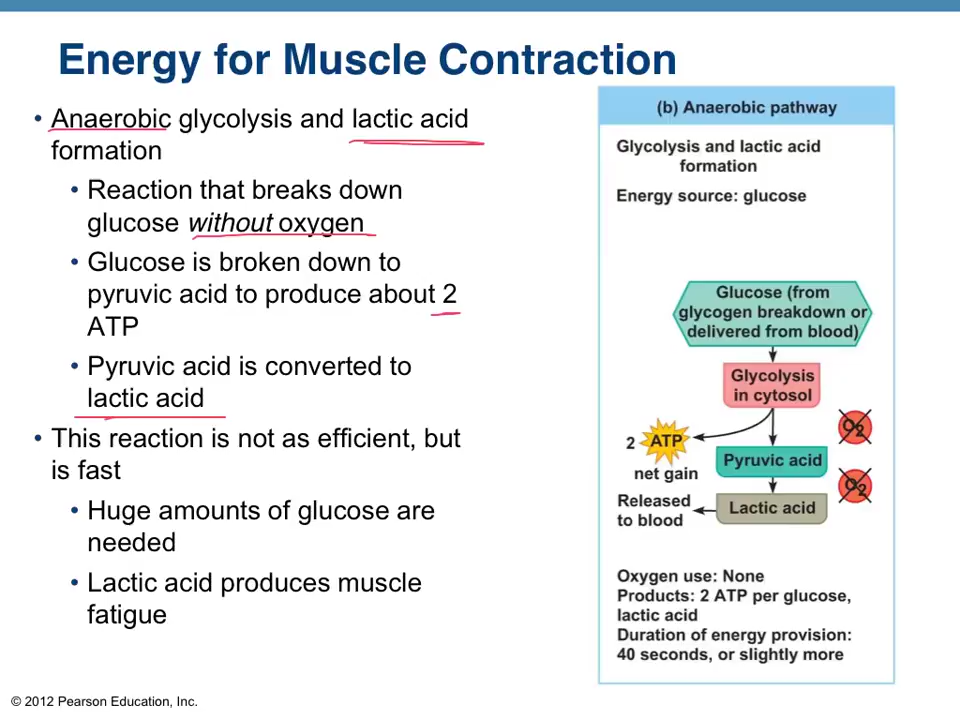 Energy for Muscle Contraction
• Anaerobic glycolysis and lactic acid
formation
• Reaction that breaks down
glucose without oxygen
• Glucose is broken down to
pyruvic acid to produce about 2
ATP
• Pyruvic acid is converted to
lactic acid
• This reaction is not as efficient, but
is fast
• Huge amounts of glucose are
needed
• Lactic acid produces muscle
fatigue
(b) Anaerobic pathway
Glycolysis and lactic acid
formation
Energy source: glucose
Glucose (from
glycogen breakdown or
delivered from blood)
Glycolysis
in cytosol
O2
2 ATP
net gain
Pyruvic acid
O2
Released
to blood
Lactic acid
Oxygen use: None
Products: 2 ATP per glucose,
lactic acid
Duration of energy provision:
40 seconds, or slightly more
© 2012 Pearson Education, Inc.